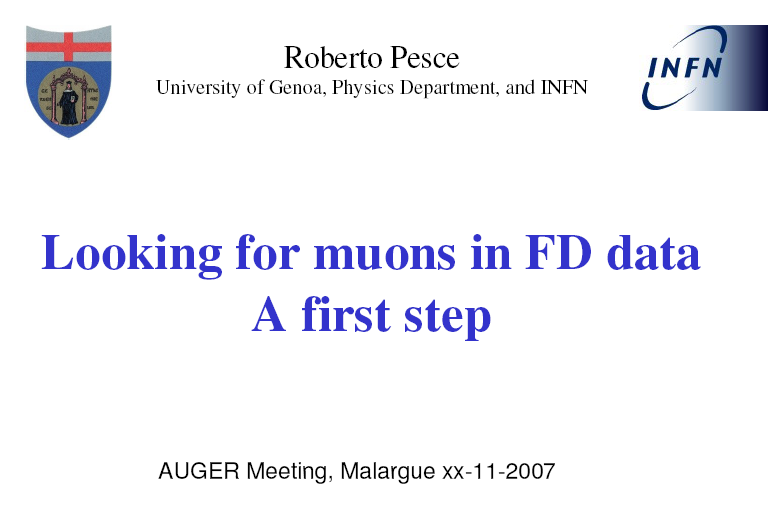 Roberto Pesce
University of Genoa, Physics Department, and INFN
INFN
Looking for muons in FD data
A first step
AUGER Meeting, Malargue xx-11-2007